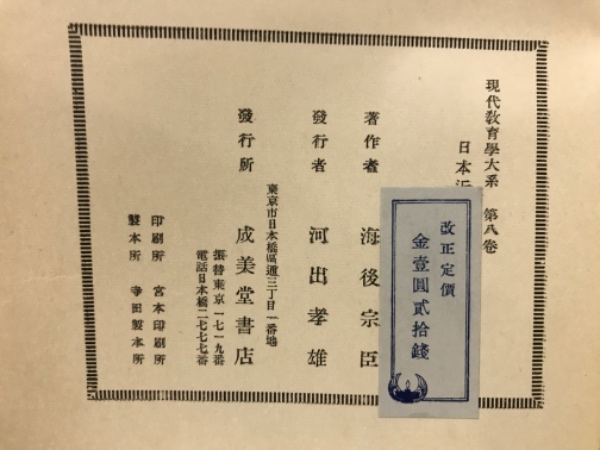 現代敎育學大系 第八卷
日本近
著作者 海後宗臣
發行者 河出孝雄
東京市日本橋區通三丁目一番地
發行所 成美堂書店
振替東京一七一九番
電話日本橋二七七七番
印刷所 宮本印刷所
製本所 寺田製本所
改正定價
金壹圓貳拾錢